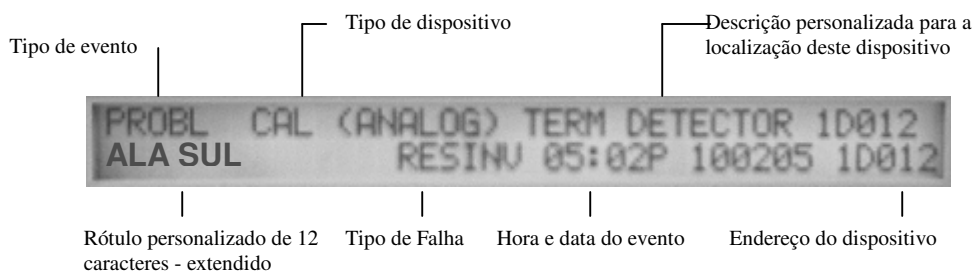 Tipo de evento
Tipo de dispositivo
Descrição personalizada para a
localização deste dispositivo
PROBL CAL (ANALOG) TERM DETECTOR 1D012
ALA SUL RESINV 05:02P 100205 1D012
Rótulo personalizado de 12
caracteres - extendido
Tipo de Falha
Hora e data do evento
Endereço do dispositivo